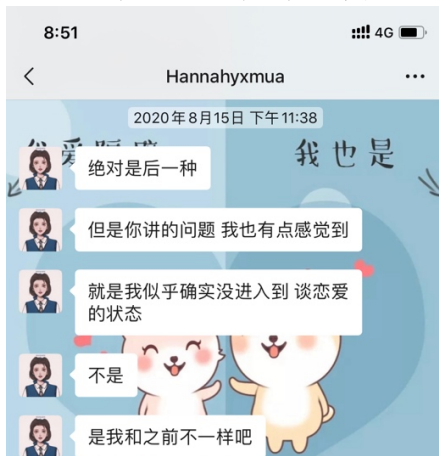 8:51
4G
Hannahyxmua
2020年8月15日 下午11:38
我也是
绝对是后一种
但是你讲的问题 我也有点感觉到
就是我似乎确实没进入到 谈恋爱
的状态
不是
是我和之前不一样吧